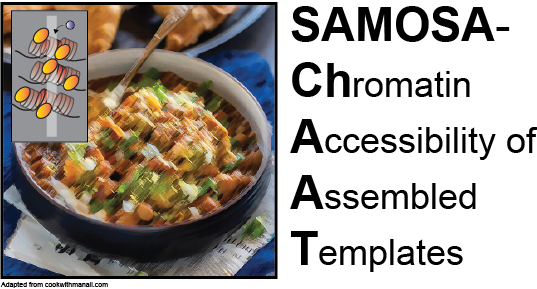 SAMOSA-
Chromatin
Accessibility of
Assembled
Templates
Adapted from cookwithmanali.com